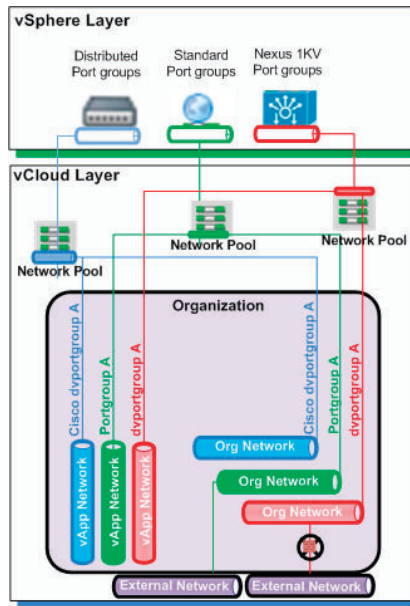 vSphere Layer
Distributed
Port groups
Standard
Port groups
Nexus 1KV
Port groups
vCloud Layer
Network Pool
Network Pool
Network Pool
Organization
Cisco dvportgroup A
Portgroup A
dvportgroup A
Cisco dvportgroup A
Portgroup A
dvportgroup A
vApp Network
vApp Network
vApp Network
Org Network
Org Network
Org Network
External Network
External Network